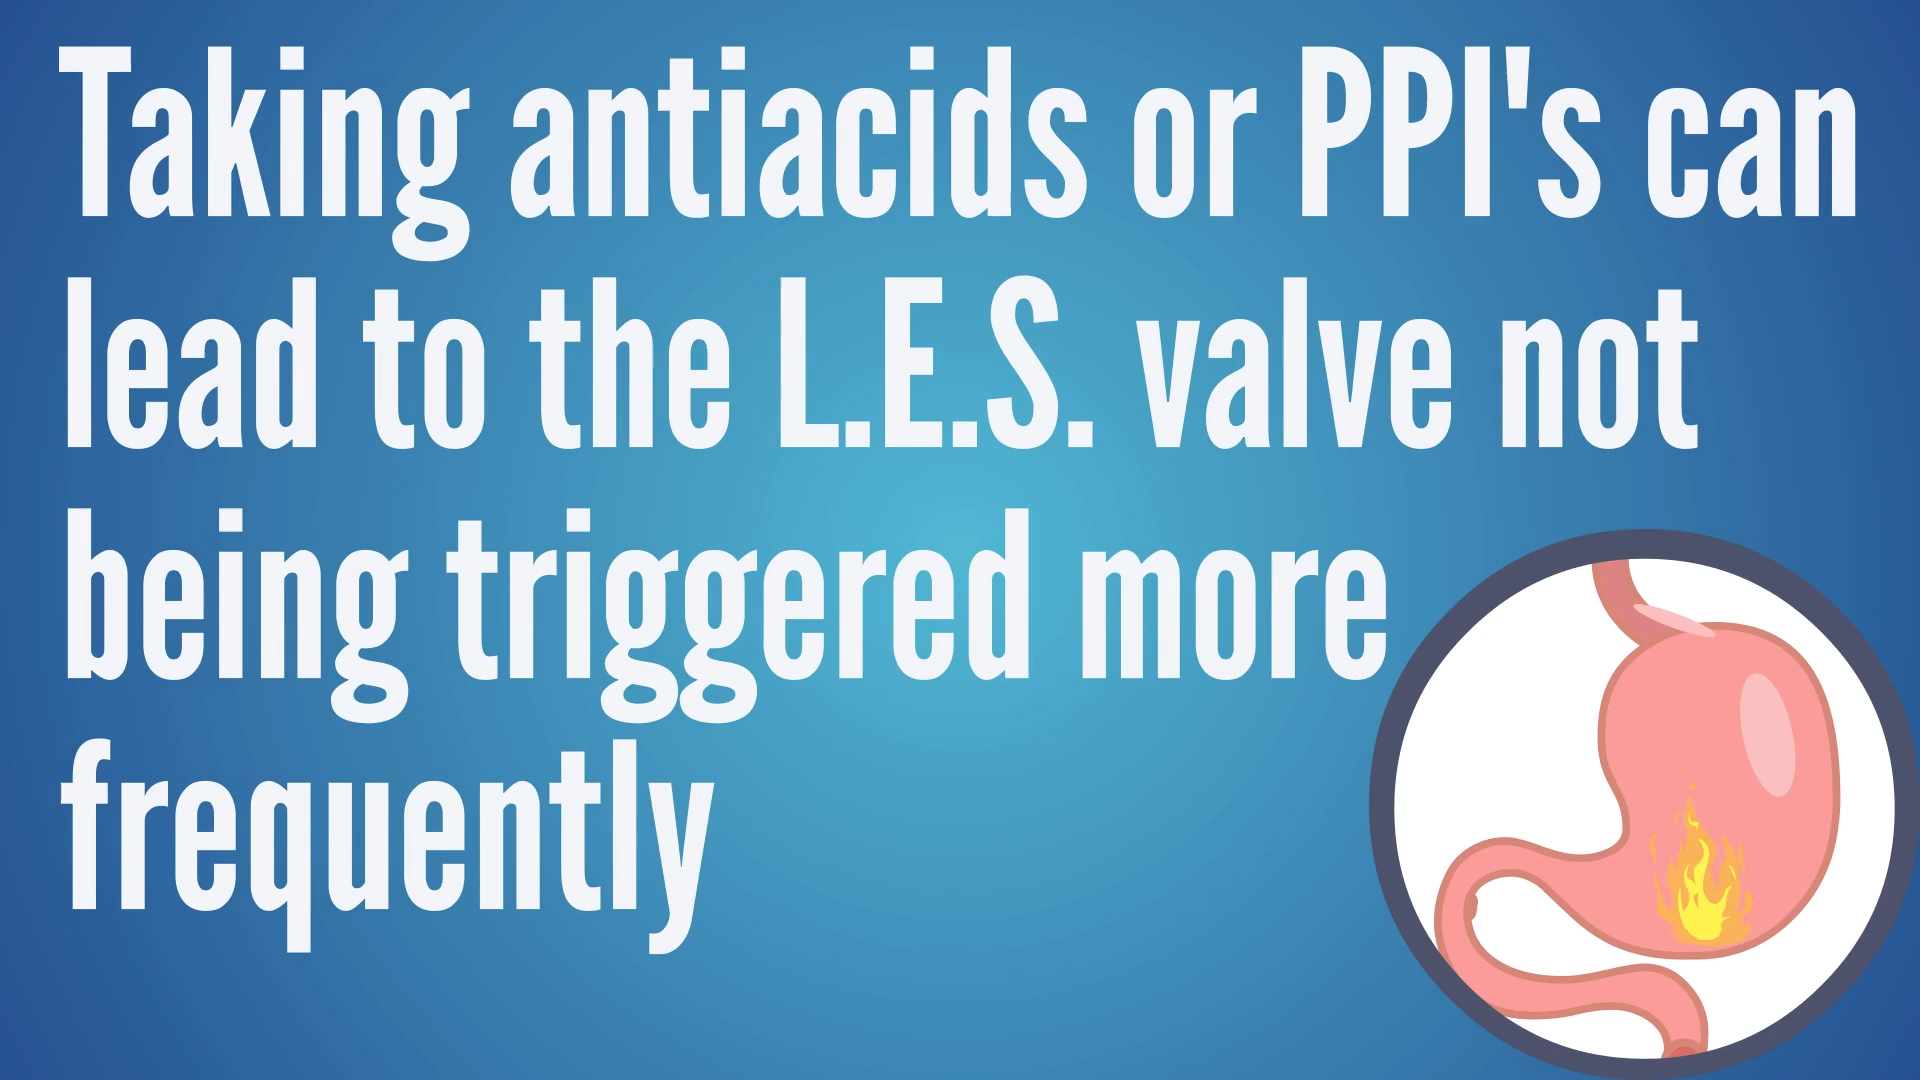 Taking antiacids or PPI's can
lead to the L.E.S. valve not
being triggered more
frequently